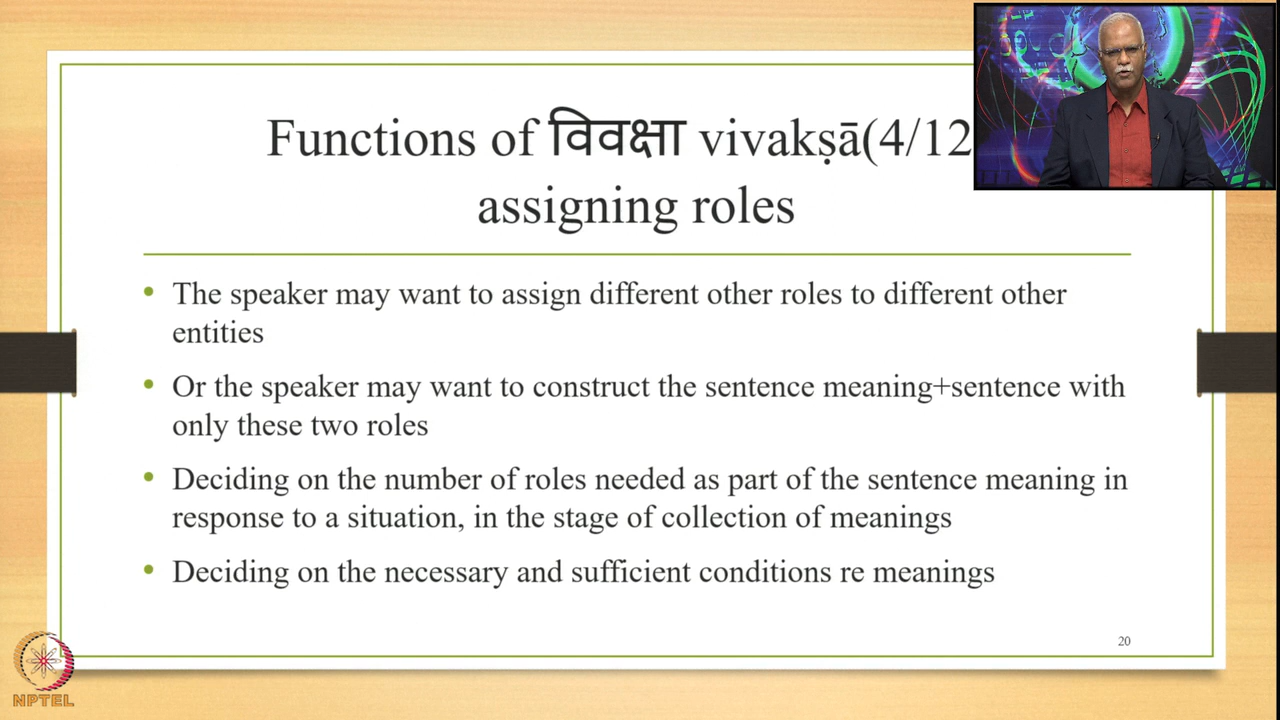 Functions of विवक्षा vivakṣā(4/12
assigning roles
• The speaker may want to assign different other roles to different other
entities
• Or the speaker may want to construct the sentence meaning+sentence with
only these two roles
• Deciding on the number of roles needed as part of the sentence meaning in
response to a situation, in the stage of collection of meanings
• Deciding on the necessary and sufficient conditions re meanings
20
NPTEL